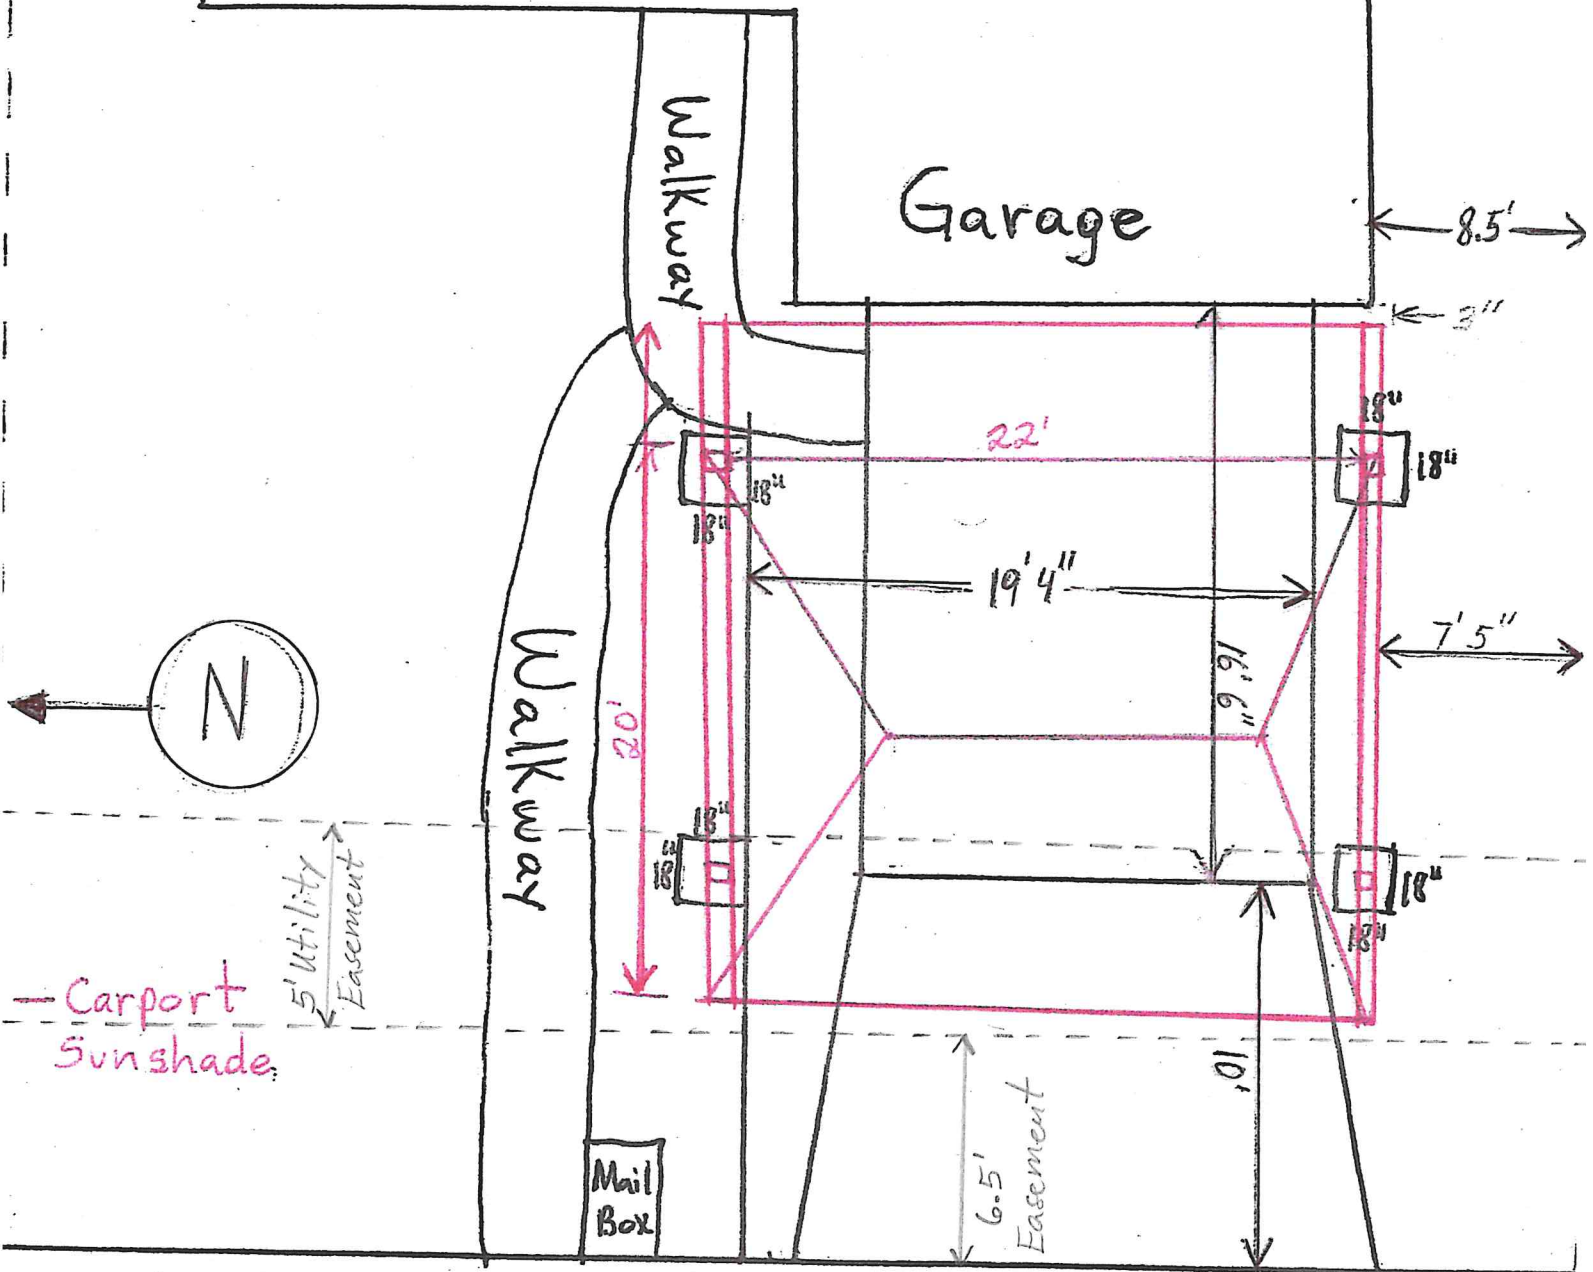 Walkway
Garage
8.5'
3"
18"
22'
18"
18"
18"
19'4"
7'5"
16'6"
N
Walkway
20'
18"
18"
18"
18"
5' Utility
Easement
Carport
Sunshade
10'
6.5'
Easement
Mail
Box